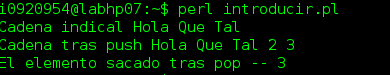 i0920954@labhp07:~$ perl introducir.pl
Cadena indical Hola Que Tal
Cadena tras push Hola Que Tal 2 3
El elemento sacado tras pop -- 3